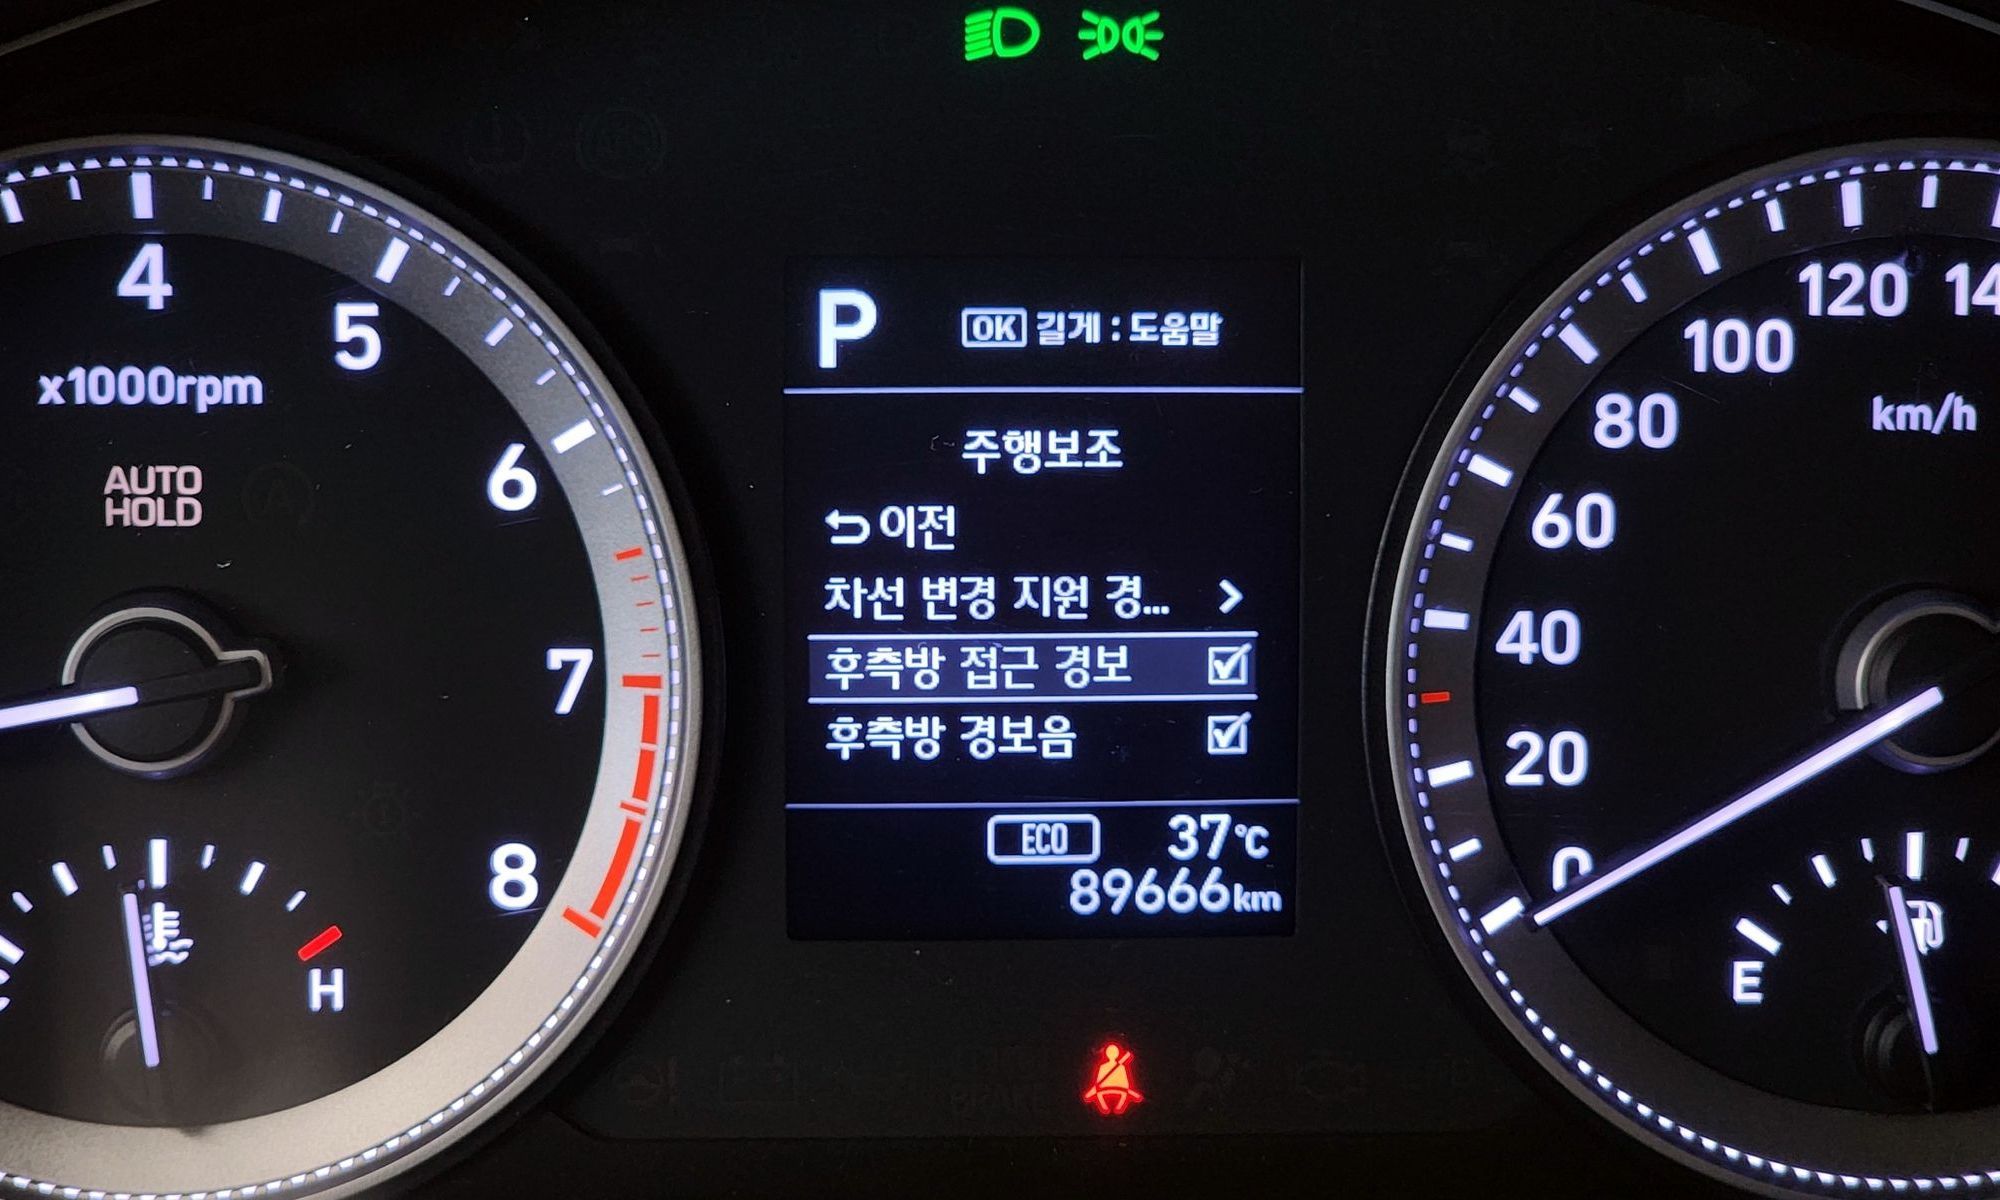 4
5
x1000rpm
6
AUTO
HOLD
7
8
H
P
OK 길게 : 도움말
주행보조
이전
차선 변경 지원 경...
후측방 접근 경보
후측방 경보음
ECO 37℃
89666km
120
100
80
km/h
60
40
20
0
E